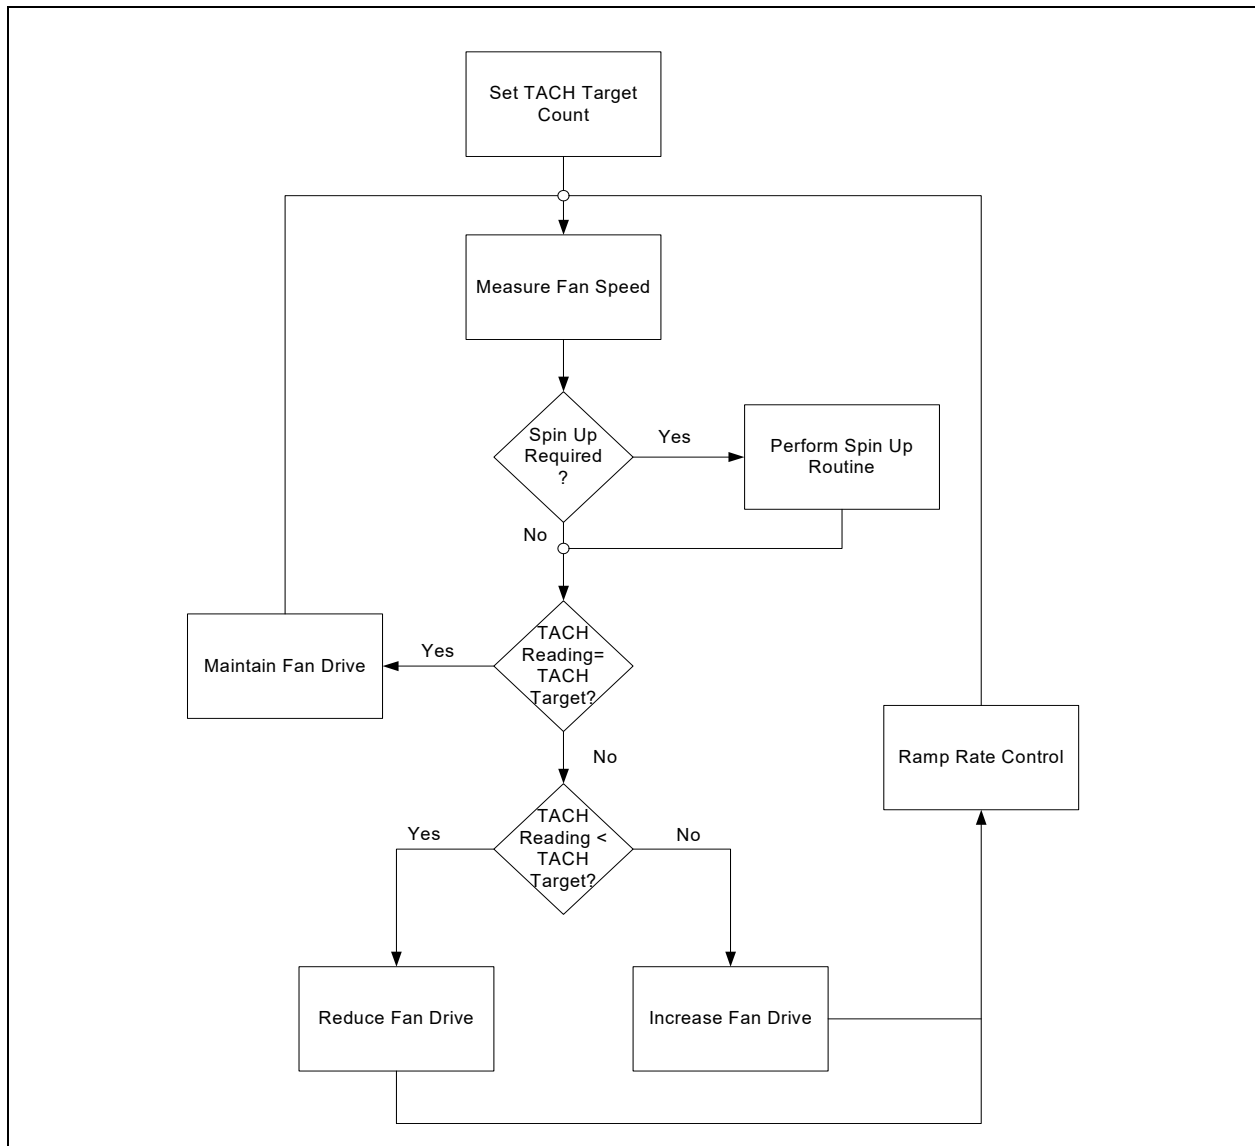 Set TACH Target
Count
Measure Fan Speed
Spin Up
Required
?
Yes
Perform Spin Up
Routine
No
TACH
Reading=
TACH
Target?
Yes
Maintain Fan Drive
No
Ramp Rate Control
TACH
Reading <
TACH
Target?
Yes
No
Reduce Fan Drive
Increase Fan Drive